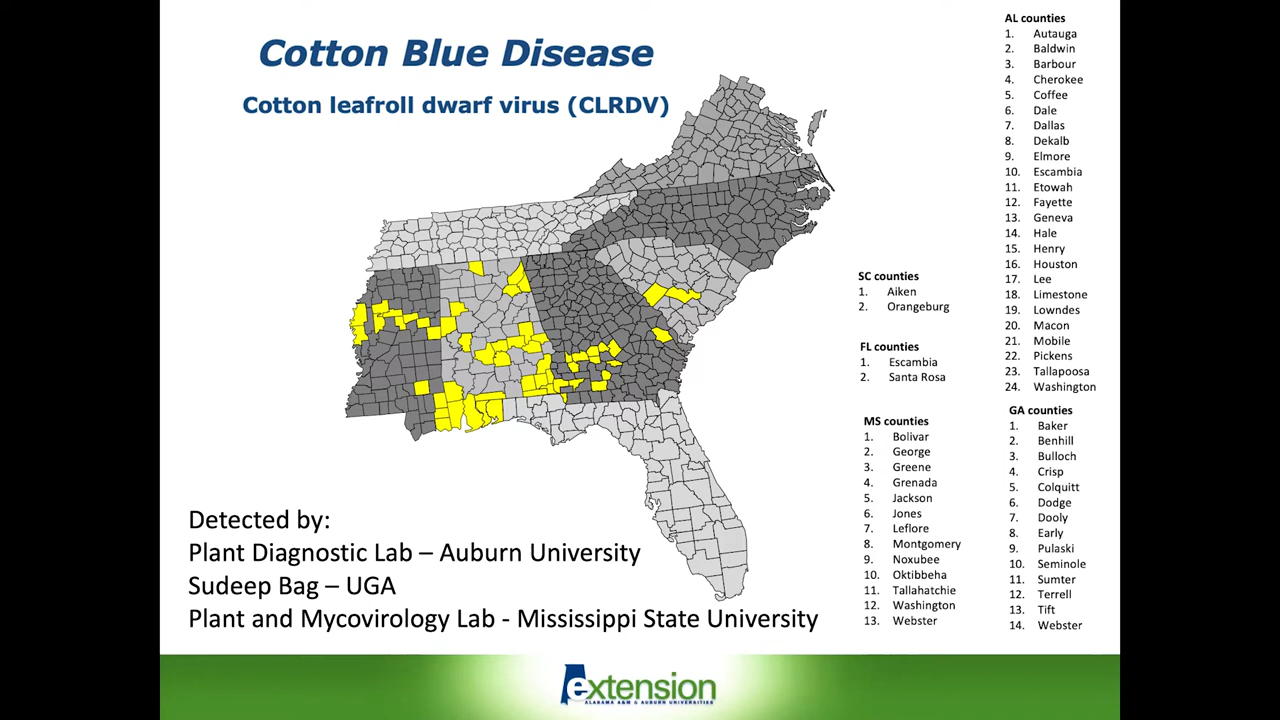 Cotton Blue Disease
Cotton leafroll dwarf virus (CLRDV)
AL counties
1. Autauga
2. Baldwin
3. Barbour
4. Cherokee
5. Coffee
6. Dale
7. Dallas
8. Dekalb
9. Elmore
10. Escambia
11. Etowah
12. Fayette
13. Geneva
14. Hale
15. Henry
16. Houston
17. Lee
18. Limestone
19. Lowndes
20. Macon
21. Mobile
22. Pickens
23. Tallapoosa
24. Washington
SC counties
1. Aiken
2. Orangeburg
FL counties
1. Escambia
2. Santa Rosa
MS counties
1. Bolivar
2. George
3. Greene
4. Grenada
5. Jackson
6. Jones
7. Leflore
8. Montgomery
9. Noxubee
10. Oktibbeha
11. Tallahatchie
12. Washington
13. Webster
GA counties
1. Baker
2. Benhill
3. Bulloch
4. Crisp
5. Colquitt
6. Dodge
7. Dooly
8. Early
9. Pulaski
10. Seminole
11. Sumter
12. Terrell
13. Tift
14. Webster
Detected by:
Plant Diagnostic Lab – Auburn University
Sudeep Bag – UGA
Plant and Mycovirology Lab - Mississippi State University
extension
ALABAMA A&M & AUBURN UNIVERSITIES